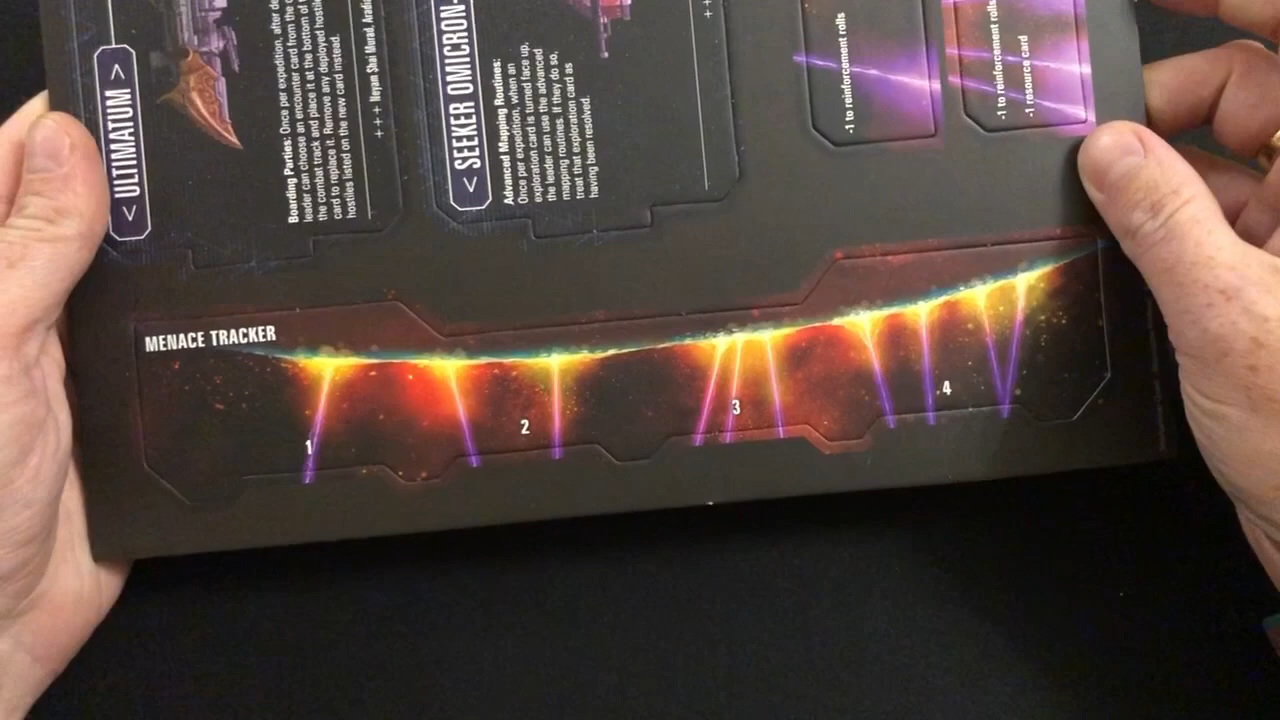 < ULTIMATUM >
Boarding Parties: Once per expedition, after
leader can choose an encounter card from the
the combat track and place it at the bottom of
card to replace it. Remove any deployed
hostiles listed on the new card instead.
+++ Neyam Shai Murad,
< SEEKER OMICRON-
Advanced Mapping Routines:
Once per expedition, when an
exploration card is turned face up,
the leader can use the advanced
mapping routines. If they do so,
treat that exploration card as
having been resolved.
++
-1 to reinforcement rolls
-1 to reinforcement rolls
-1 resource card
MENACE TRACKER
1
2
3
4